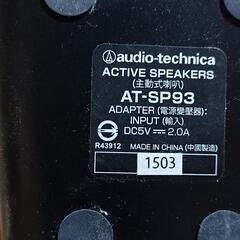 audio-technica
ACTIVE SPEAKERS
(主動式喇叭)
AT-SP93
ADAPTER (電源變壓器):
INPUT (輸入)
DC5V ⎓ 2.0A
R43912
MADE IN CHINA (中國製造)
1503